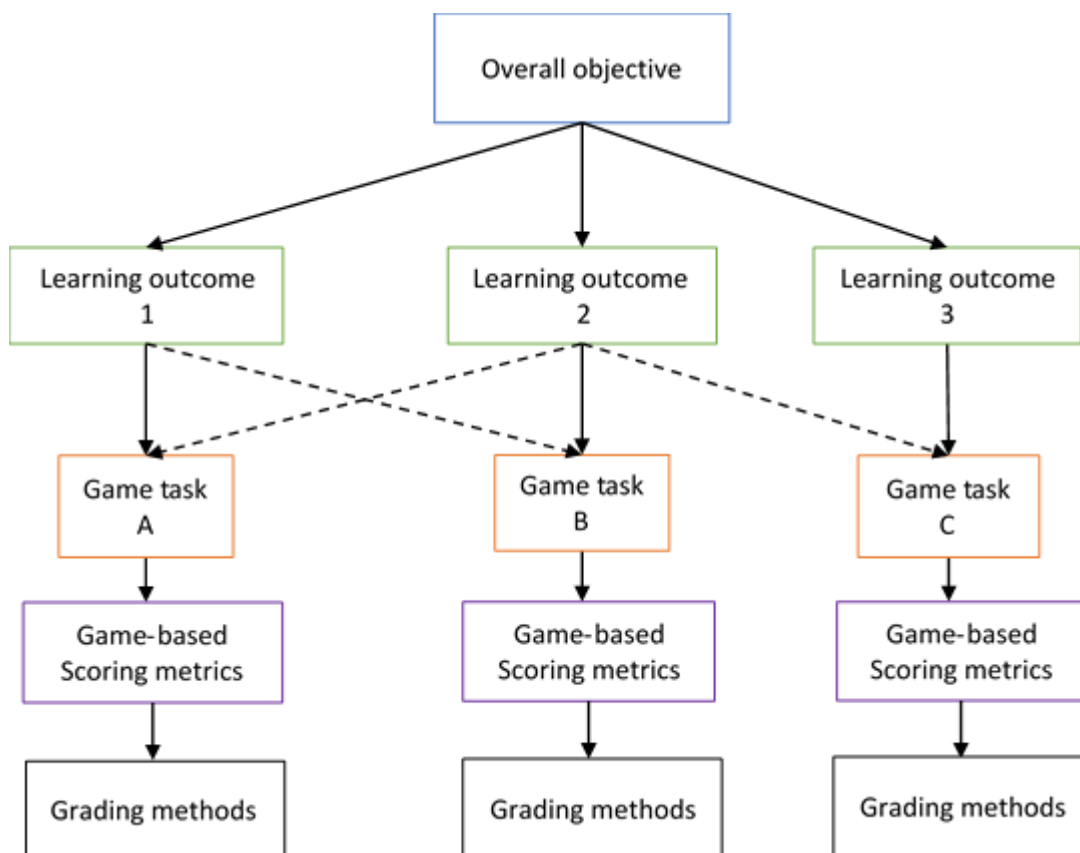 Overall objective
Learning outcome
1
Learning outcome
2
Learning outcome
3
Game task
A
Game task
B
Game task
C
Game-based
Scoring metrics
Game-based
Scoring metrics
Game-based
Scoring metrics
Grading methods
Grading methods
Grading methods